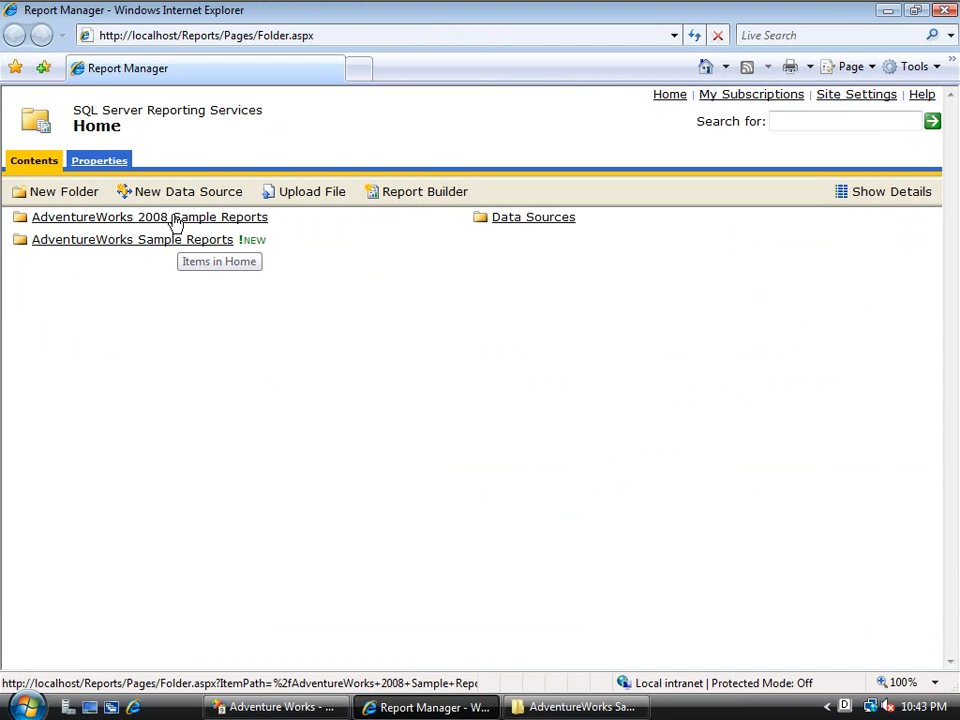 Report Manager - Windows Internet Explorer
http://localhost/Reports/Pages/Folder.aspx
Live Search
Report Manager
Page
Tools
Home | My Subscriptions | Site Settings | Help
SQL Server Reporting Services
Home
Search for:
Contents
Properties
New Folder
New Data Source
Upload File
Report Builder
Show Details
AdventureWorks 2008 Sample Reports
Data Sources
AdventureWorks Sample Reports !NEW
Items in Home
http://localhost/Reports/Pages/Folder.aspx?ItemPath=%2fAdventureWorks+2008+Sample+Repo
Local intranet | Protected Mode: Off
100%
Adventure Works - ...
Report Manager - W...
AdventureWorks Sa...
D
10:43 PM